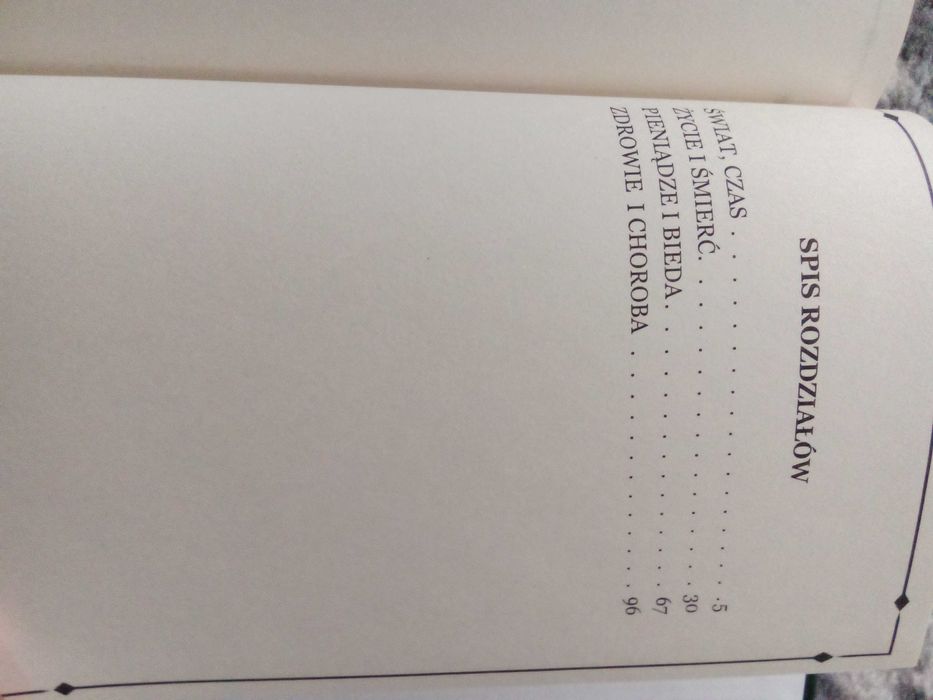 SPIS ROZDZIAŁÓW
ŚWIAT, CZAS . . . . . . . . . . . . . . . . 5
ŻYCIE I ŚMIERĆ. . . . . . . . . . . . . . . 30
PIENIĄDZE I BIEDA. . . . . . . . . . . . . 67
ZDROWIE I CHOROBA . . . . . . . . . . . 96